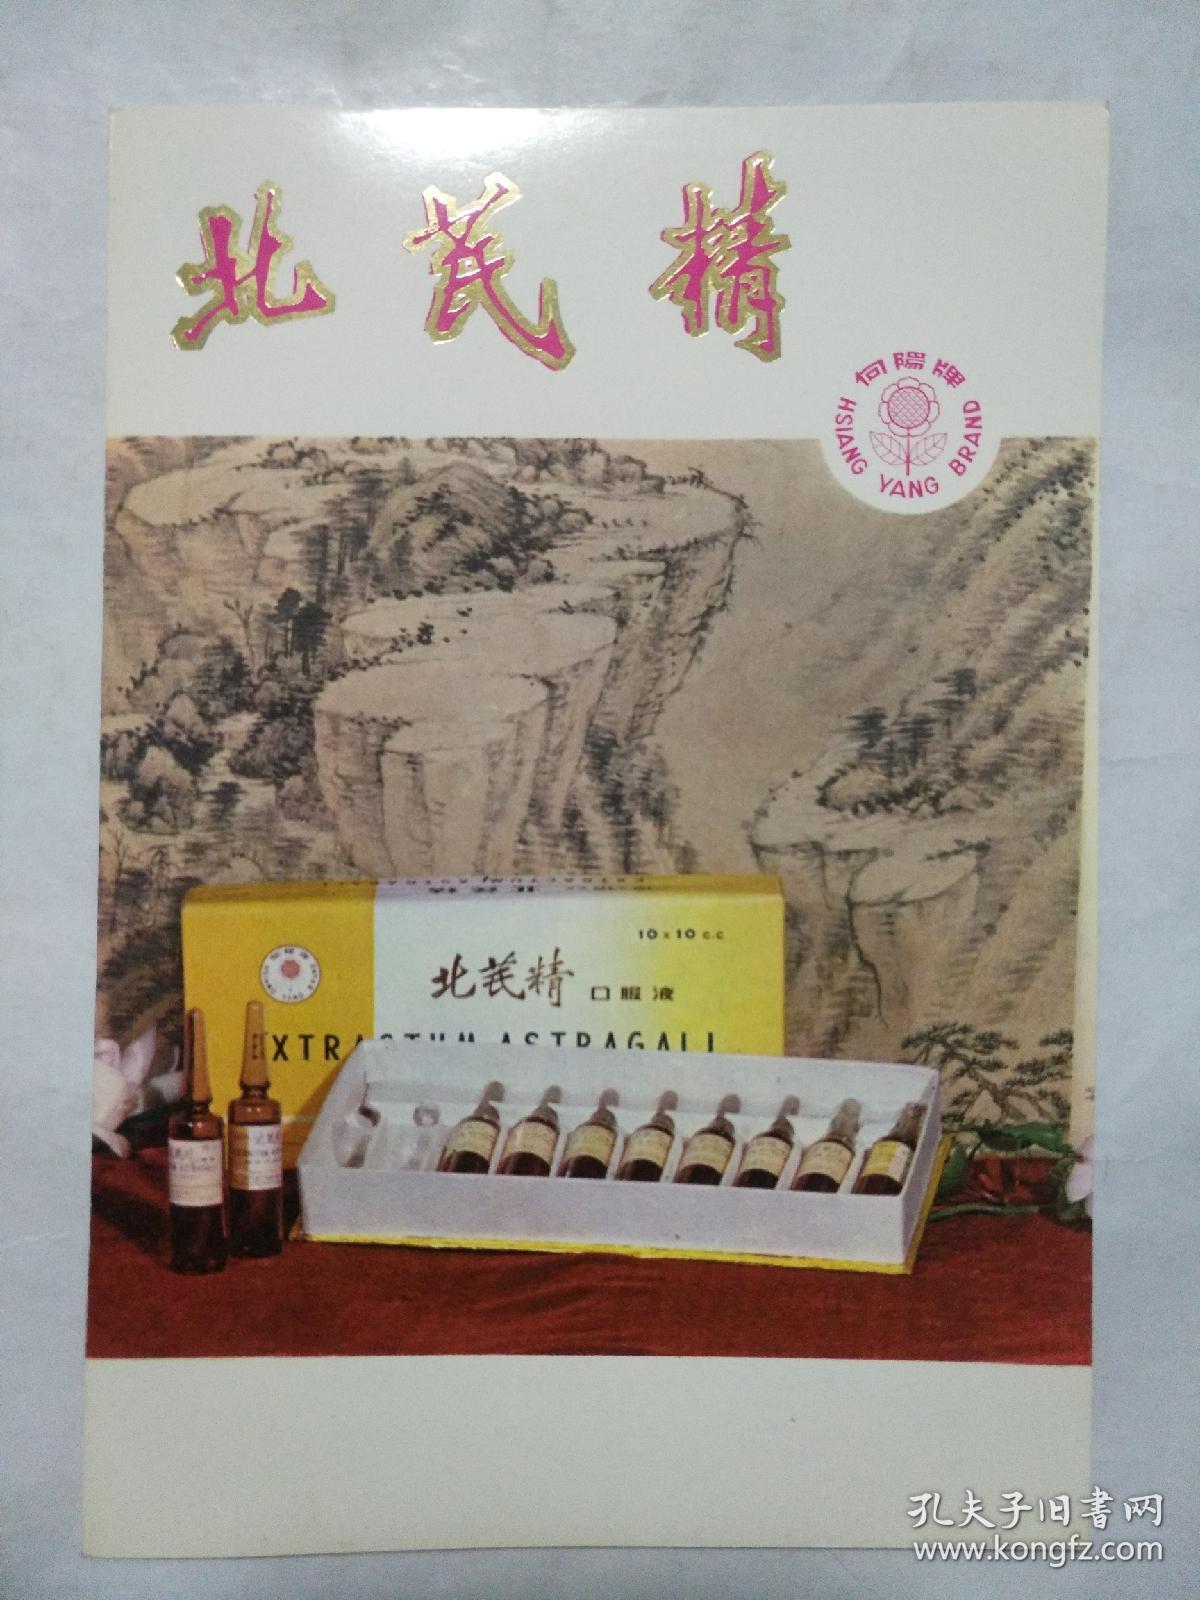 北芪精
向陽牌
HSIANG YANG BRAND
10 x 10 c.c
北芪精 口服液
EXTRACTUM ASTRAGALI
孔夫子旧书网
www.kongfz.com